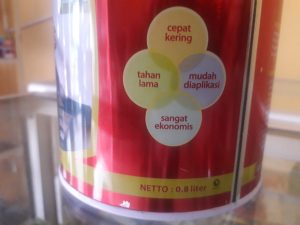 cepat
kering
tahan
lama
mudah
diaplikasi
sangat
ekonomis
NETTO : 0.8 liter